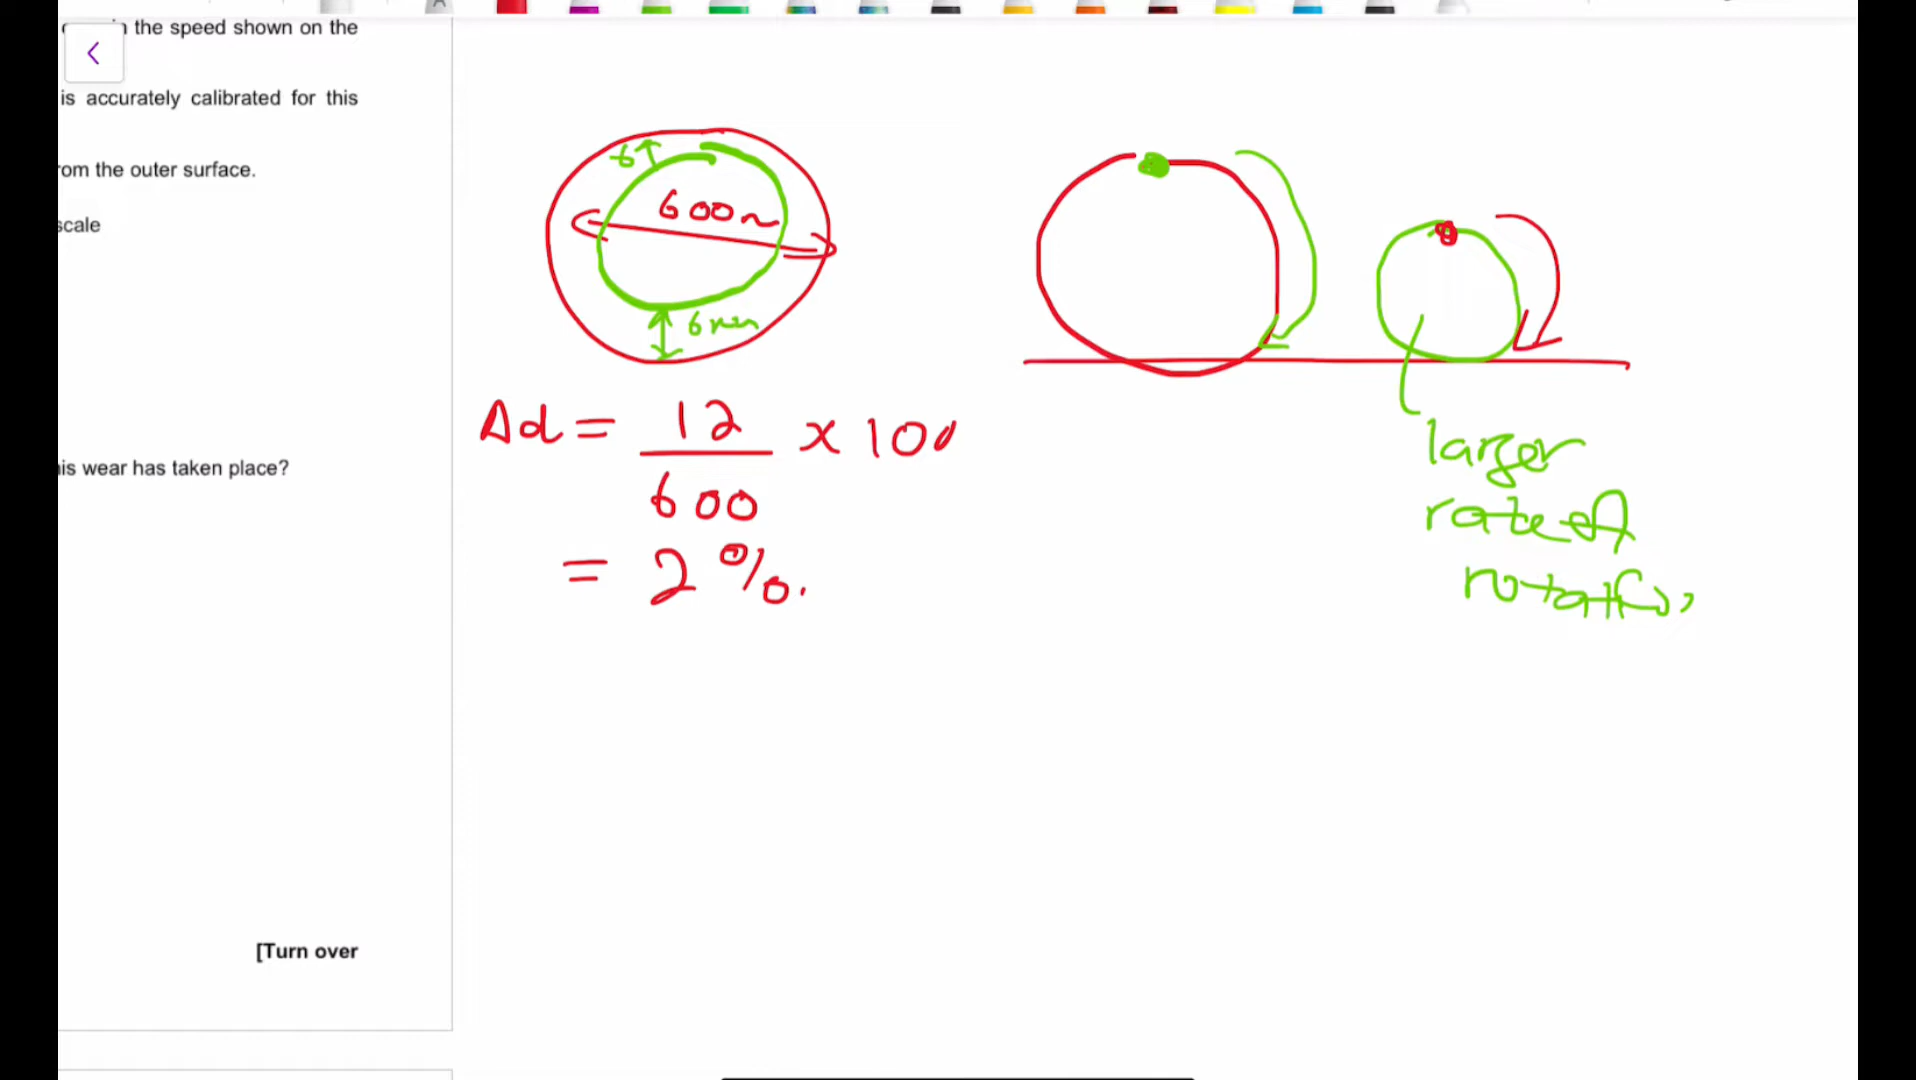 the speed shown on the
is accurately calibrated for this
rom the outer surface.
scale
is wear has taken place?
[Turn over
6
600m
6mm
Δd = 12 / 600 × 100
= 2 %.
larger
rate of
rotation